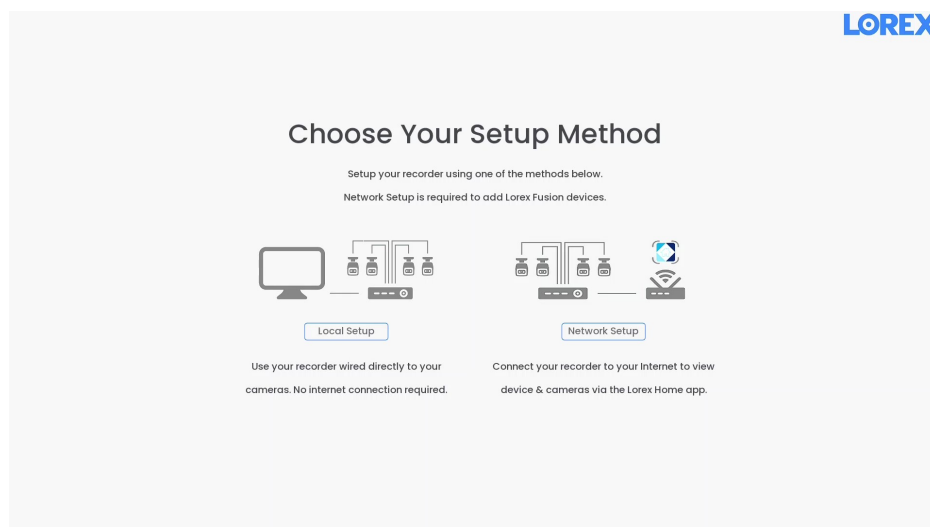 LOREX
Choose Your Setup Method
Setup your recorder using one of the methods below.
Network Setup is required to add Lorex Fusion devices.
Local Setup
Network Setup
Use your recorder wired directly to your
cameras. No internet connection required.
Connect your recorder to your Internet to view
device & cameras via the Lorex Home app.